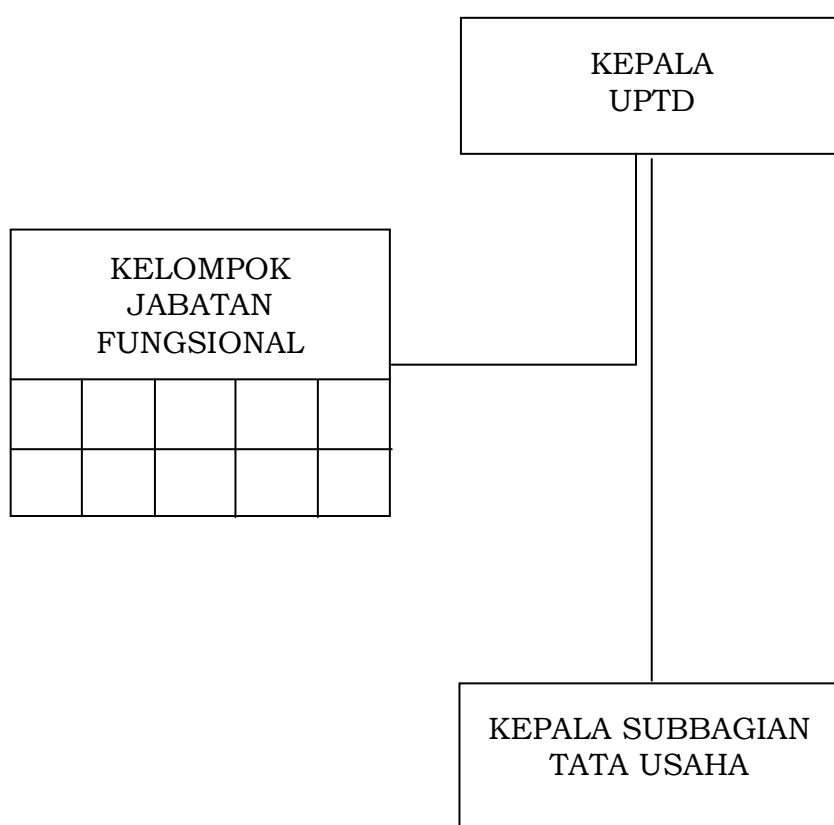 KEPALA
UPTD
KELOMPOK
JABATAN
FUNGSIONAL
KEPALA SUBBAGIAN
TATA USAHA